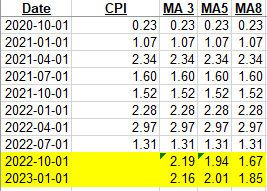 Date CPI MA 3 MA5 MA8
2020-10-01 0.23 0.23 0.23 0.23
2021-01-01 1.07 1.07 1.07 1.07
2021-04-01 2.34 2.34 2.34 2.34
2021-07-01 1.60 1.60 1.60 1.60
2021-10-01 1.52 1.52 1.52 1.52
2022-01-01 2.28 2.28 2.28 2.28
2022-04-01 2.97 2.97 2.97 2.97
2022-07-01 1.31 1.31 1.31 1.31
2022-10-01 2.19 1.94 1.67
2023-01-01 2.16 2.01 1.85